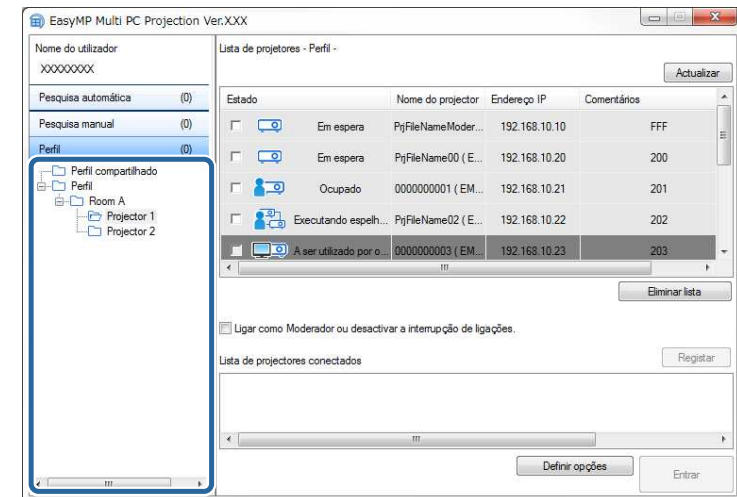 EasyMP Multi PC Projection Ver.XXX
Nome do utilizador
XXXXXXXX
Pesquisa automática (0)
Pesquisa manual (0)
Perfil (0)
Perfil compartilhado
Perfil
Room A
Projector 1
Projector 2
Lista de projetores - Perfil -
Actualizar
Estado Nome do projector Endereço IP Comentários
Em espera PrjFileNameModer... 192.168.10.10 FFF
Em espera PrjFileName00 ( E... 192.168.10.20 200
Ocupado 0000000001 ( EM... 192.168.10.21 201
Executando espelh... PrjFileName02 ( E... 192.168.10.22 202
A ser utilizado por o... 0000000003 ( EM... 192.168.10.23 203
Eliminar lista
Ligar como Moderador ou desactivar a interrupção de ligações.
Lista de projectores conectados
Registar
Definir opções
Entrar